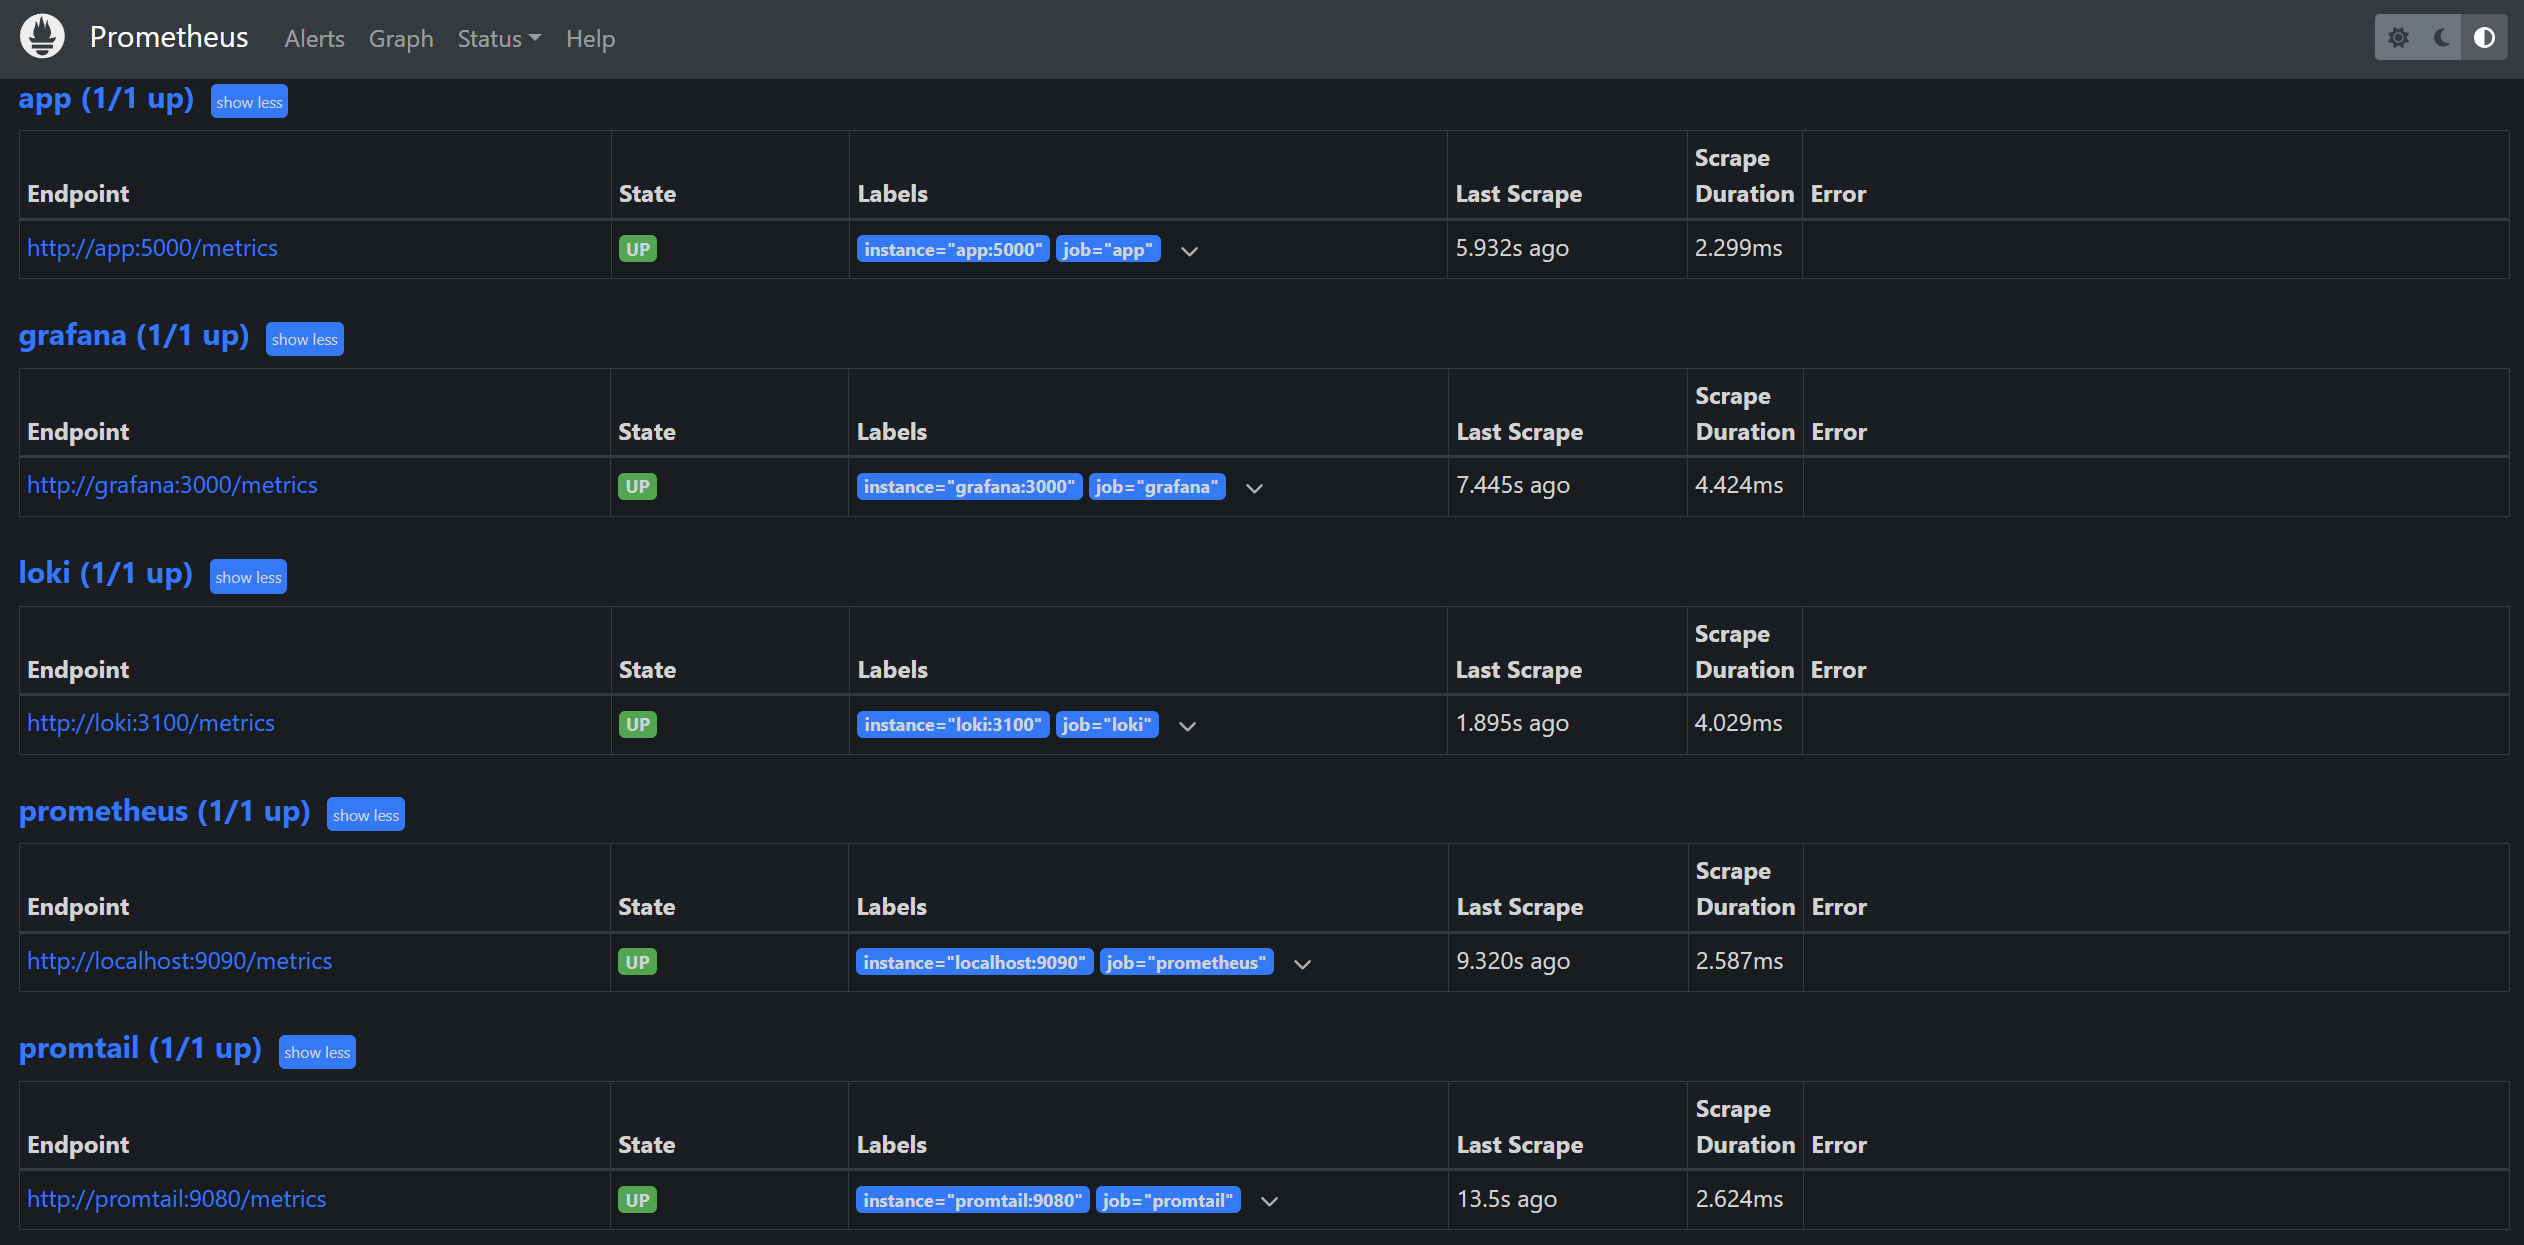 Prometheus Alerts Graph Status Help
app (1/1 up) show less
Endpoint State Labels Last Scrape Scrape Duration Error
http://app:5000/metrics UP instance="app:5000" job="app" 5.932s ago 2.299ms
grafana (1/1 up) show less
Endpoint State Labels Last Scrape Scrape Duration Error
http://grafana:3000/metrics UP instance="grafana:3000" job="grafana" 7.445s ago 4.424ms
loki (1/1 up) show less
Endpoint State Labels Last Scrape Scrape Duration Error
http://loki:3100/metrics UP instance="loki:3100" job="loki" 1.895s ago 4.029ms
prometheus (1/1 up) show less
Endpoint State Labels Last Scrape Scrape Duration Error
http://localhost:9090/metrics UP instance="localhost:9090" job="prometheus" 9.320s ago 2.587ms
promtail (1/1 up) show less
Endpoint State Labels Last Scrape Scrape Duration Error
http://promtail:9080/metrics UP instance="promtail:9080" job="promtail" 13.5s ago 2.624ms